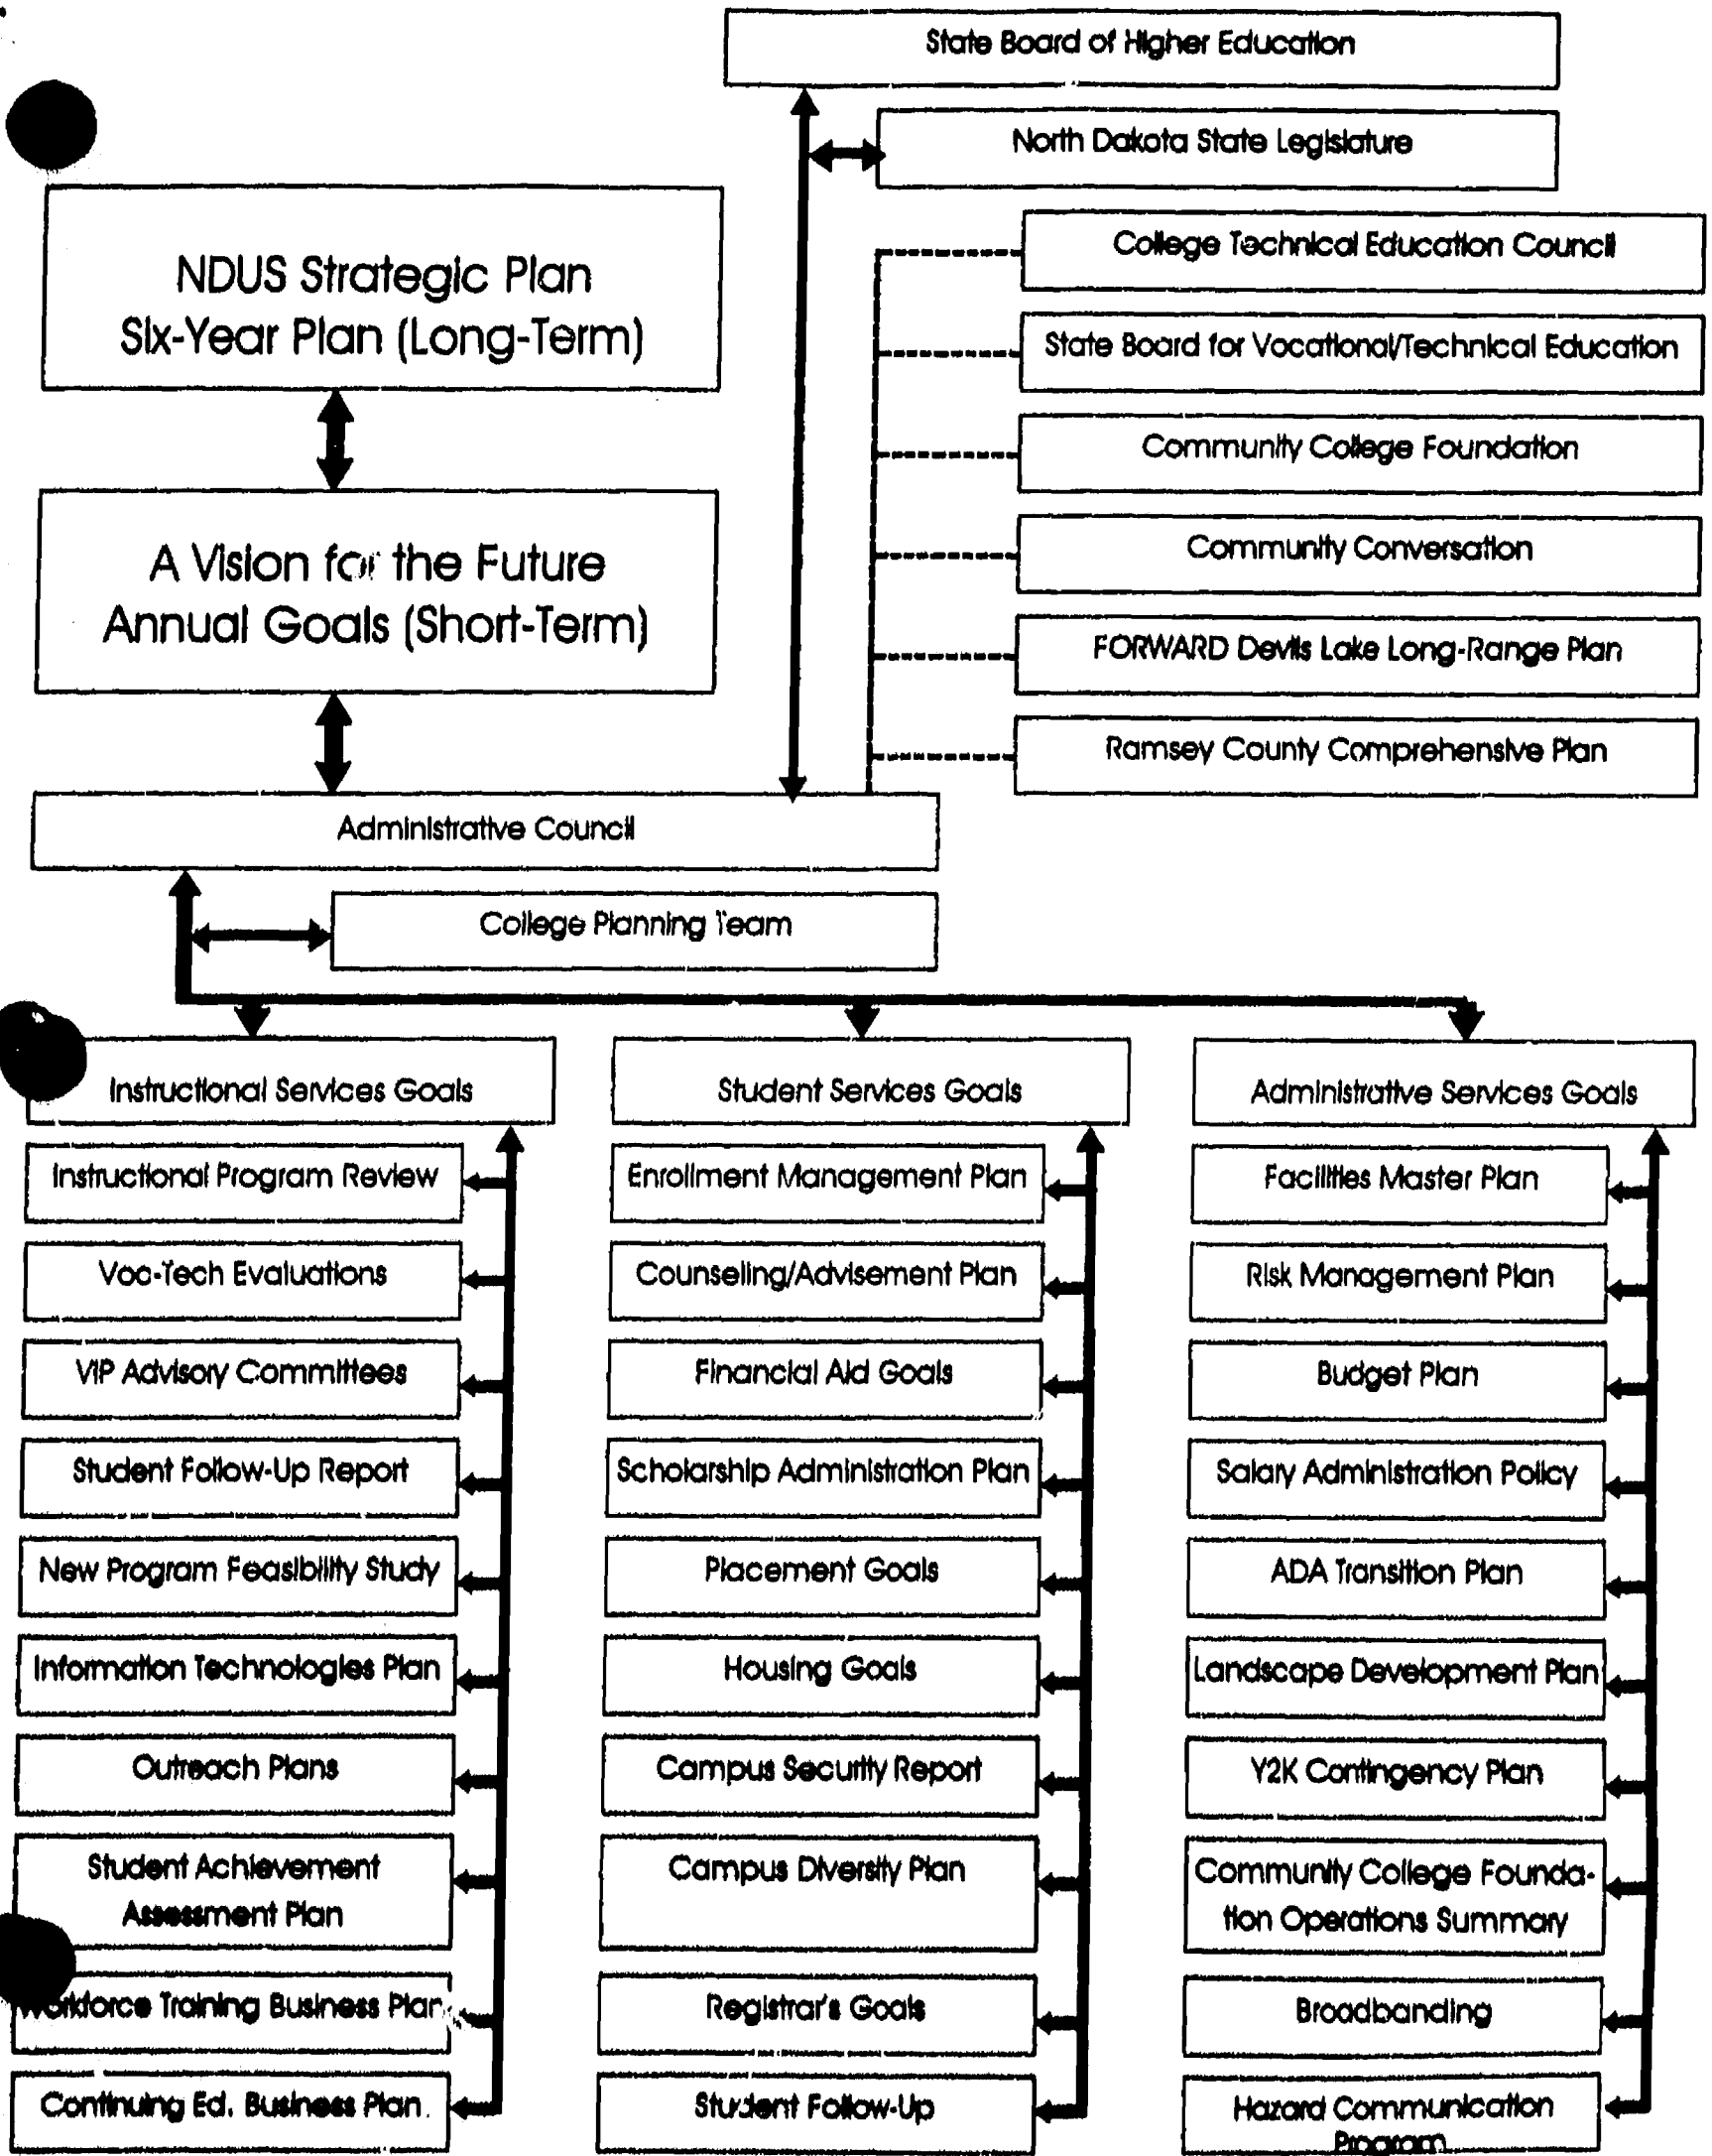 State Board of Higher Education
North Dakota State Legislature
NDUS Strategic Plan
Six-Year Plan (Long-Term)
College Technical Education Council
State Board for Vocational/Technical Education
Community College Foundation
Community Conversation
FORWARD Devils Lake Long-Range Plan
Ramsey County Comprehensive Plan
A Vision for the Future
Annual Goals (Short-Term)
Administrative Council
College Planning Team
Instructional Services Goals
Instructional Program Review
Voc-Tech Evaluations
VIP Advisory Committees
Student Follow-Up Report
New Program Feasibility Study
Information Technologies Plan
Outreach Plans
Student Achievement
Assessment Plan
Workforce Training Business Plan
Continuing Ed. Business Plan
Student Services Goals
Enrollment Management Plan
Counseling/Advisement Plan
Financial Aid Goals
Scholarship Administration Plan
Placement Goals
Housing Goals
Campus Security Report
Campus Diversity Plan
Registrar's Goals
Student Follow-Up
Administrative Services Goals
Facilities Master Plan
Risk Management Plan
Budget Plan
Salary Administration Policy
ADA Transition Plan
Landscape Development Plan
Y2K Contingency Plan
Community College Founda-
tion Operations Summary
Broadbanding
Hazard Communication
Program